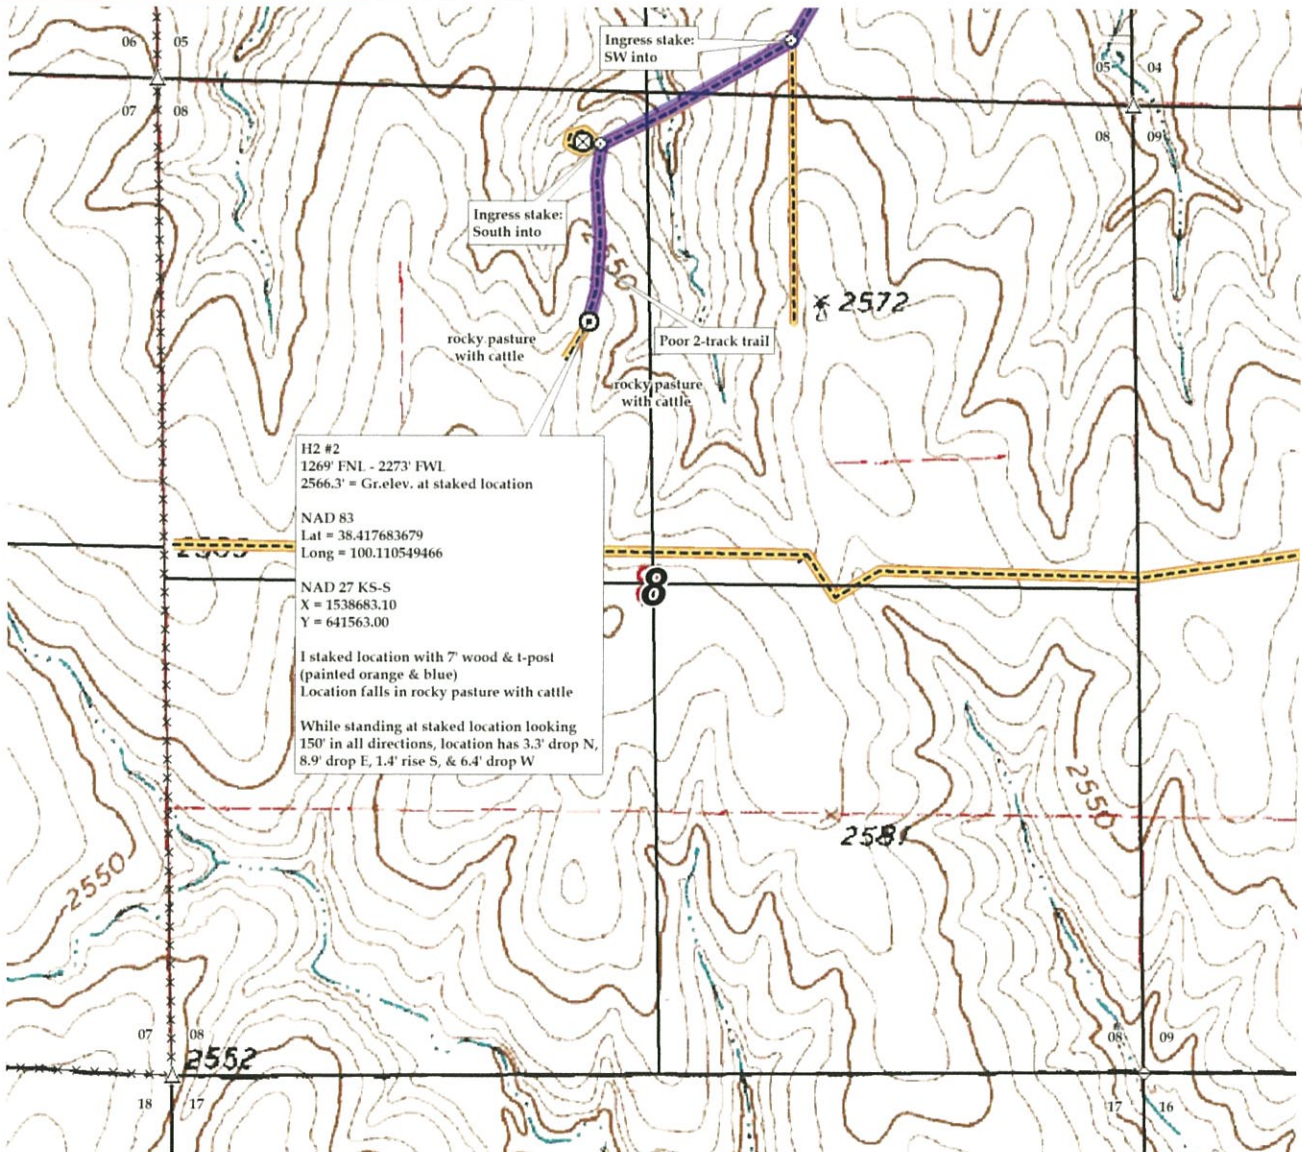 06 05
07 08
Ingress stake:
SW into
05 04
08 09
Ingress stake:
South into
550
2572
rocky pasture
with cattle
Poor 2-track trail
rocky pasture
with cattle
H2 #2
1269' FNL - 2273' FWL
2566.3' = Gr.elev. at staked location
NAD 83
Lat = 38.417683679
Long = 100.110549466
NAD 27 KS-S
X = 1538683.10
Y = 641563.00
I staked location with 7' wood & t-post
(painted orange & blue)
Location falls in rocky pasture with cattle
While standing at staked location looking
150' in all directions, location has 3.3' drop N,
8.9' drop E, 1.4' rise S, & 6.4' drop W
8
2550
2581
2550
07 08
2552
18 17
08 09
17 16